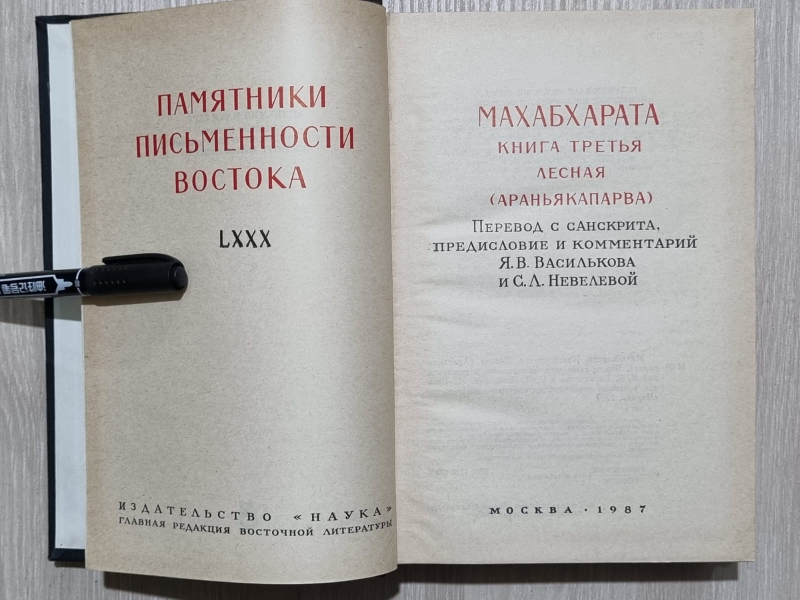 ПАМЯТНИКИ
ПИСЬМЕННОСТИ
ВОСТОКА
LXXX
ИЗДАТЕЛЬСТВО «НАУКА»
ГЛАВНАЯ РЕДАКЦИЯ ВОСТОЧНОЙ ЛИТЕРАТУРЫ
МАХАБХАРАТА
КНИГА ТРЕТЬЯ
ЛЕСНАЯ
(АРАНЬЯКАПАРВА)
ПЕРЕВОД С САНСКРИТА,
ПРЕДИСЛОВИЕ И КОММЕНТАРИЙ
Я.В. ВАСИЛЬКОВА
И С.Л. НЕВЕЛЕВОЙ
МОСКВА · 1987